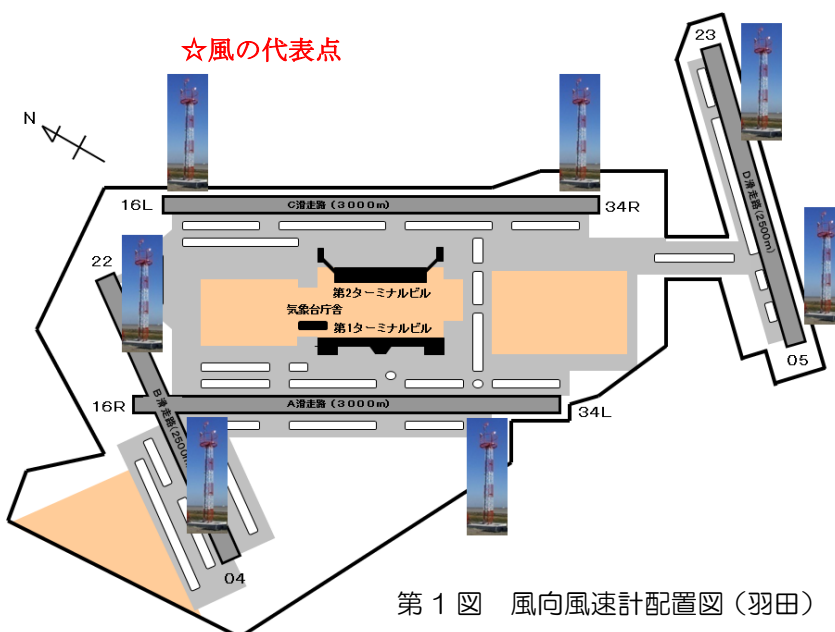 ☆風の代表点
23
N
16L
C滑走路(3000m)
34R
D滑走路(2500m)
22
第2ターミナルビル
気象台庁舎
第1ターミナルビル
05
16R
A滑走路(3000m)
34L
B滑走路(2500m
04
第1図 風向風速計配置図(羽田)